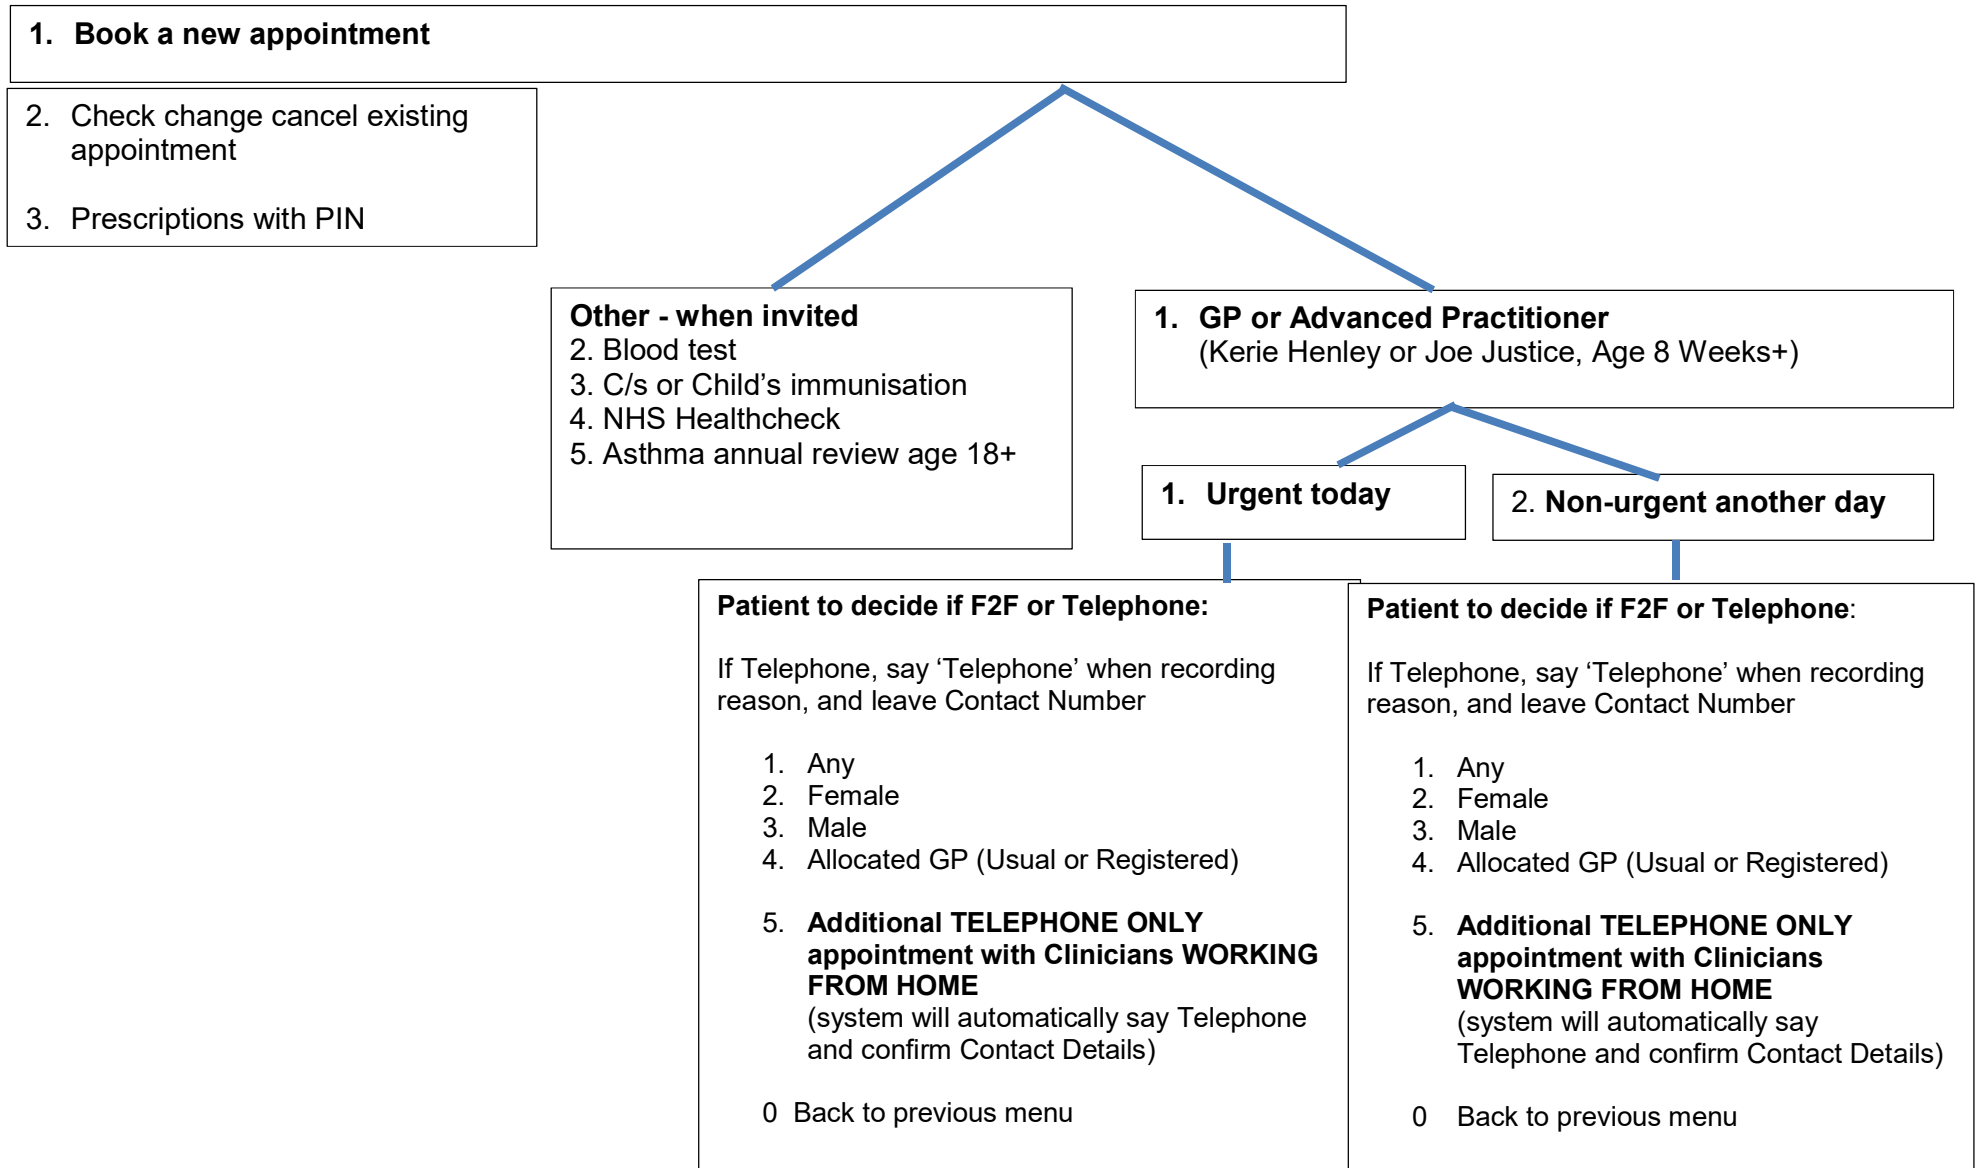 1. Book a new appointment
2. Check change cancel existing
appointment
3. Prescriptions with PIN
Other - when invited
2. Blood test
3. C/s or Child’s immunisation
4. NHS Healthcheck
5. Asthma annual review age 18+
1. GP or Advanced Practitioner
(Kerie Henley or Joe Justice, Age 8 Weeks+)
1. Urgent today
2. Non-urgent another day
Patient to decide if F2F or Telephone:
If Telephone, say ‘Telephone’ when recording
reason, and leave Contact Number
1. Any
2. Female
3. Male
4. Allocated GP (Usual or Registered)
5. Additional TELEPHONE ONLY
appointment with Clinicians WORKING
FROM HOME
(system will automatically say Telephone
and confirm Contact Details)
0 Back to previous menu
Patient to decide if F2F or Telephone:
If Telephone, say ‘Telephone’ when recording
reason, and leave Contact Number
1. Any
2. Female
3. Male
4. Allocated GP (Usual or Registered)
5. Additional TELEPHONE ONLY
appointment with Clinicians
WORKING FROM HOME
(system will automatically say
Telephone and confirm Contact Details)
0 Back to previous menu